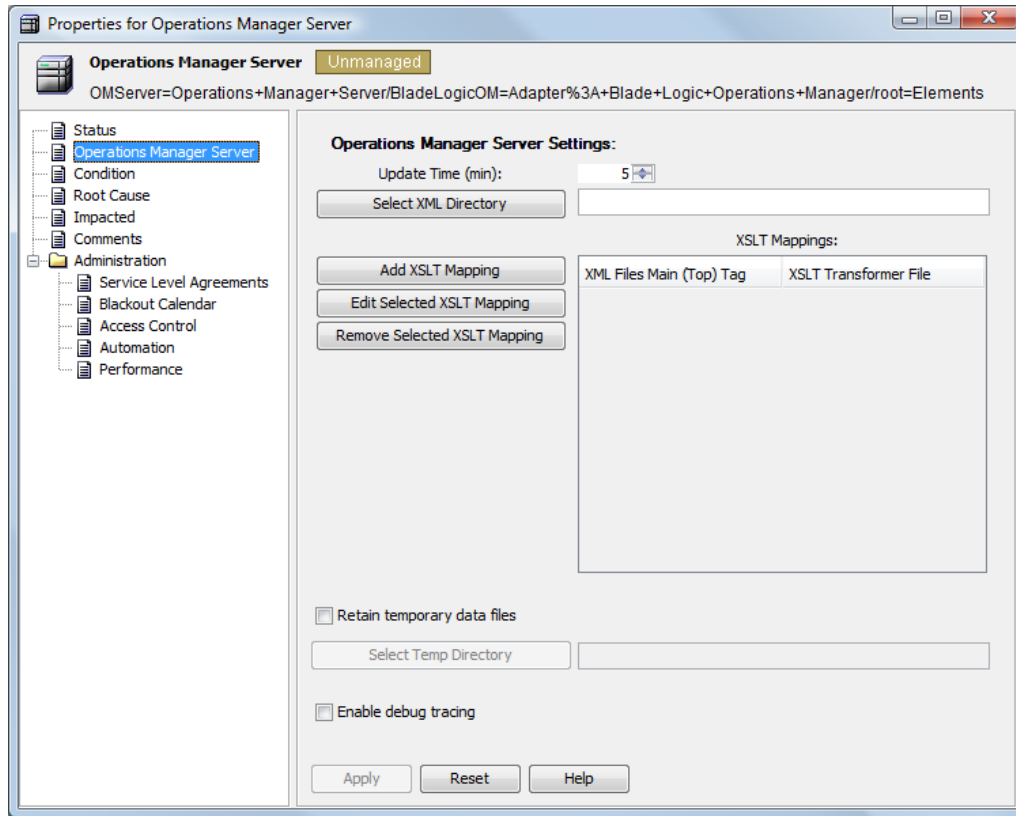 Properties for Operations Manager Server
Operations Manager Server Unmanaged
OMServer=Operations+Manager+Server/BladeLogicOM=Adapter%3A+Blade+Logic+Operations+Manager/root=Elements
Status
Operations Manager Server
Condition
Root Cause
Impacted
Comments
Administration
Service Level Agreements
Blackout Calendar
Access Control
Automation
Performance
Operations Manager Server Settings:
Update Time (min): 5
Select XML Directory
XSLT Mappings:
Add XSLT Mapping
Edit Selected XSLT Mapping
Remove Selected XSLT Mapping
XML Files Main (Top) Tag XSLT Transformer File
Retain temporary data files
Select Temp Directory
Enable debug tracing
Apply Reset Help